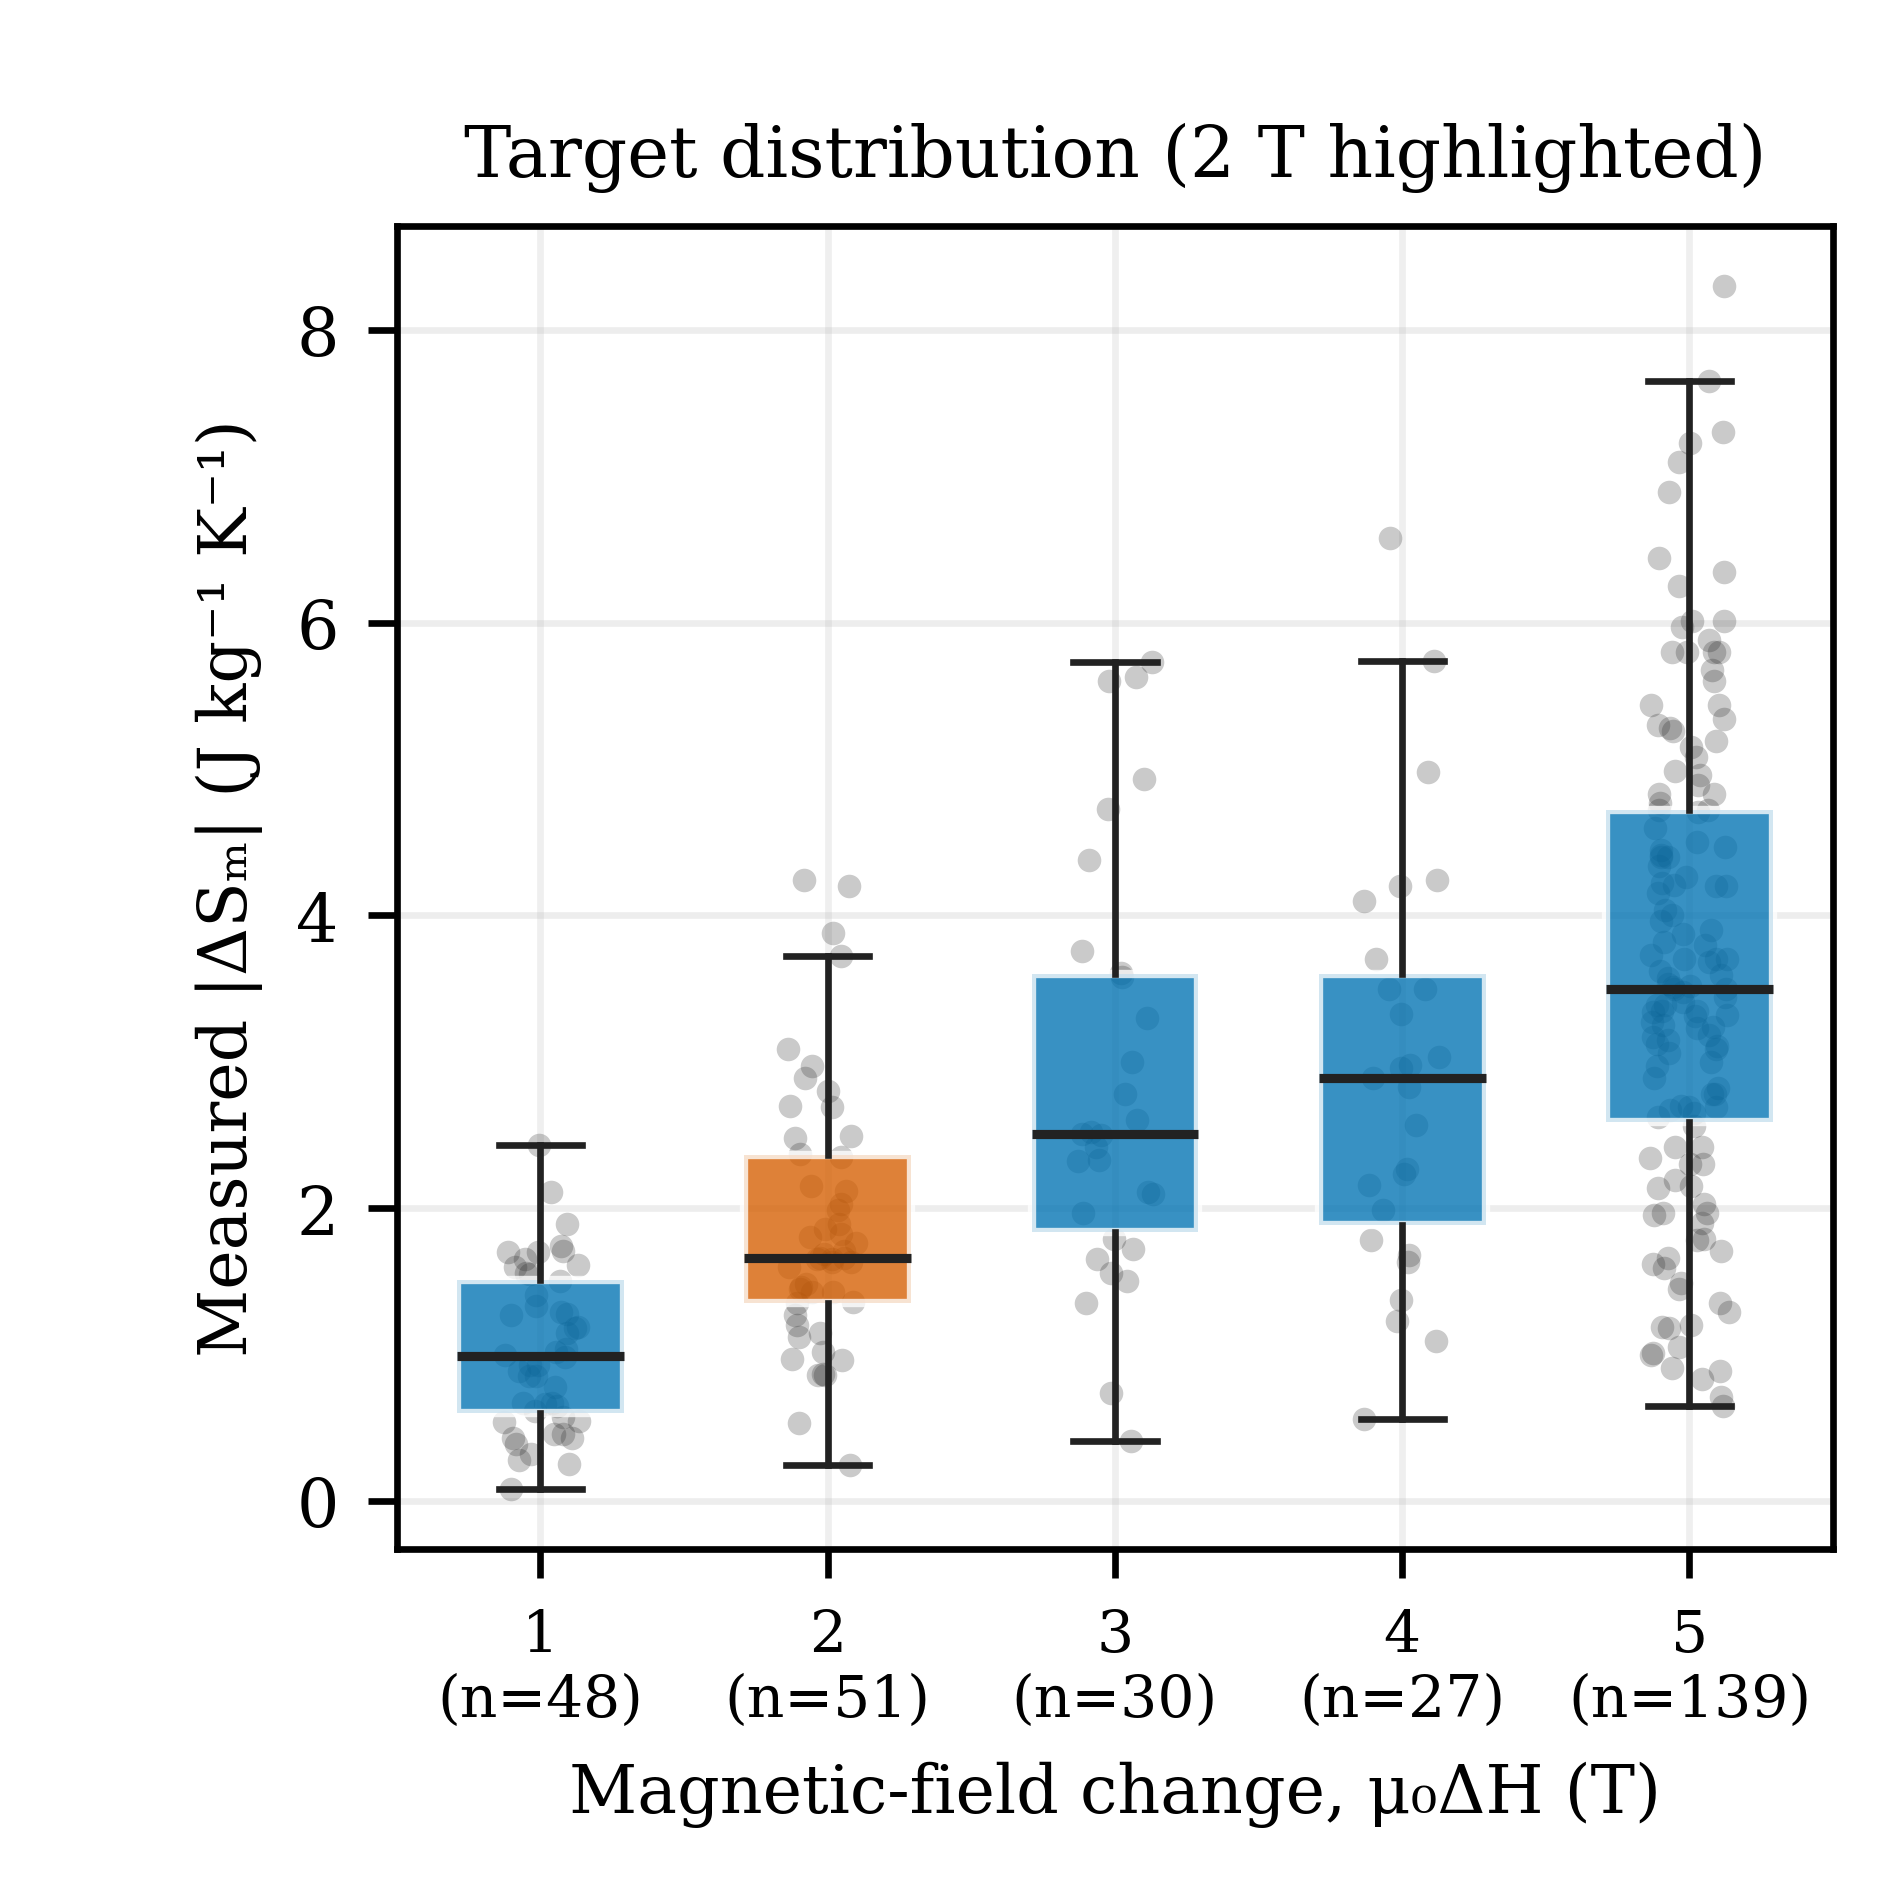 Target distribution (2 T highlighted)
Measured |ΔSₘ| (J kg⁻¹ K⁻¹)
8
6
4
2
0
1 2 3 4 5
(n=48) (n=51) (n=30) (n=27) (n=139)
Magnetic-field change, μ₀ΔH (T)